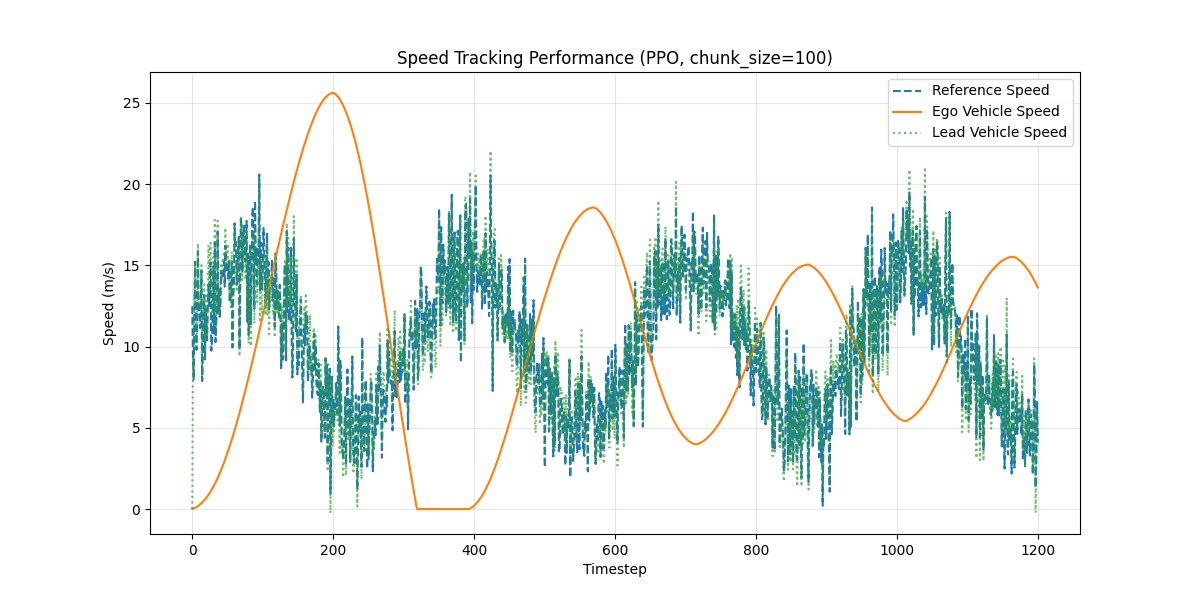 Speed Tracking Performance (PPO, chunk_size=100)
Reference Speed
Ego Vehicle Speed
Lead Vehicle Speed
Speed (m/s)
25
20
15
10
5
0
0 200 400 600 800 1000 1200
Timestep